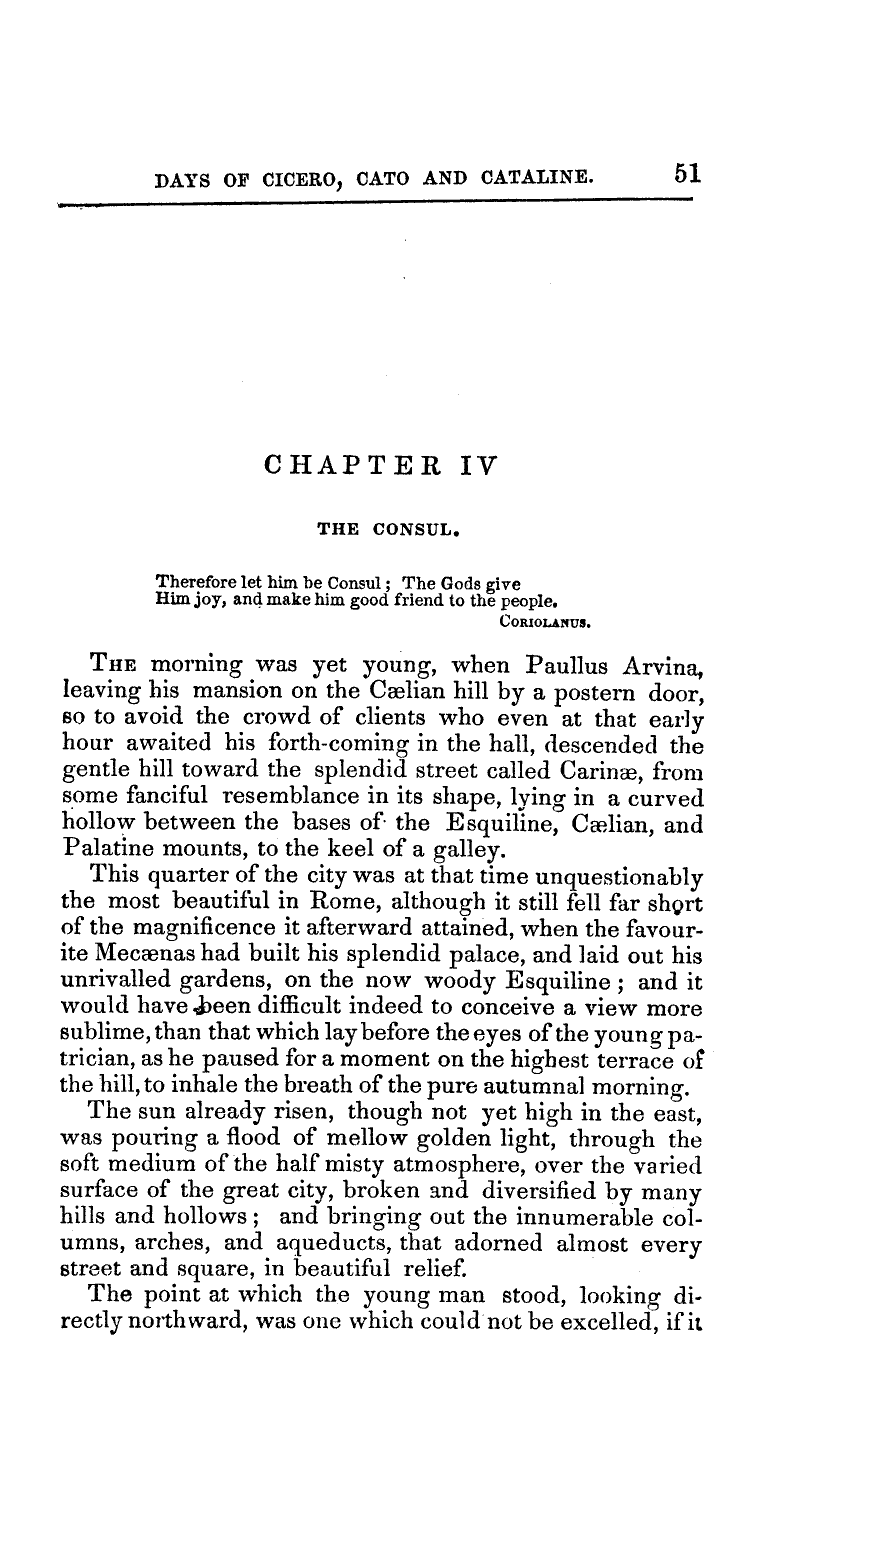 DAYS OF CICERO, CATO AND CATALINE. 51
CHAPTER IV
THE CONSUL.
Therefore let him be Consul; The Gods give
Him joy, and make him good friend to the people.
CORIOLANUS.
THE morning was yet young, when Paullus Arvina,
leaving his mansion on the Cælian hill by a postern door,
so to avoid the crowd of clients who even at that early
hour awaited his forth-coming in the hall, descended the
gentle hill toward the splendid street called Carinæ, from
some fanciful resemblance in its shape, lying in a curved
hollow between the bases of the Esquiline, Cælian, and
Palatine mounts, to the keel of a galley.
This quarter of the city was at that time unquestionably
the most beautiful in Rome, although it still fell far short
of the magnificence it afterward attained, when the favour-
ite Mecænas had built his splendid palace, and laid out his
unrivalled gardens, on the now woody Esquiline; and it
would have been difficult indeed to conceive a view more
sublime, than that which lay before the eyes of the young pa-
trician, as he paused for a moment on the highest terrace of
the hill, to inhale the breath of the pure autumnal morning.
The sun already risen, though not yet high in the east,
was pouring a flood of mellow golden light, through the
soft medium of the half misty atmosphere, over the varied
surface of the great city, broken and diversified by many
hills and hollows; and bringing out the innumerable col-
umns, arches, and aqueducts, that adorned almost every
street and square, in beautiful relief.
The point at which the young man stood, looking di-
rectly northward, was one which could not be excelled, if it